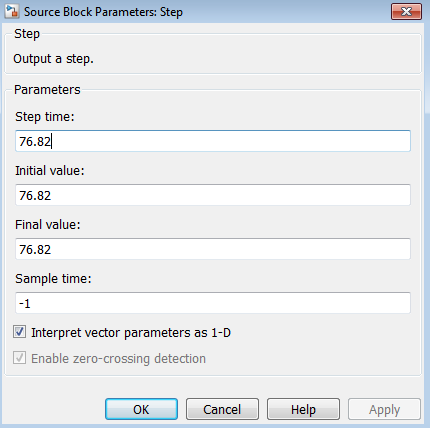 Source Block Parameters: Step
Step
Output a step.
Parameters
Step time:
76.82
Initial value:
76.82
Final value:
76.82
Sample time:
-1
Interpret vector parameters as 1-D
Enable zero-crossing detection
OK Cancel Help Apply